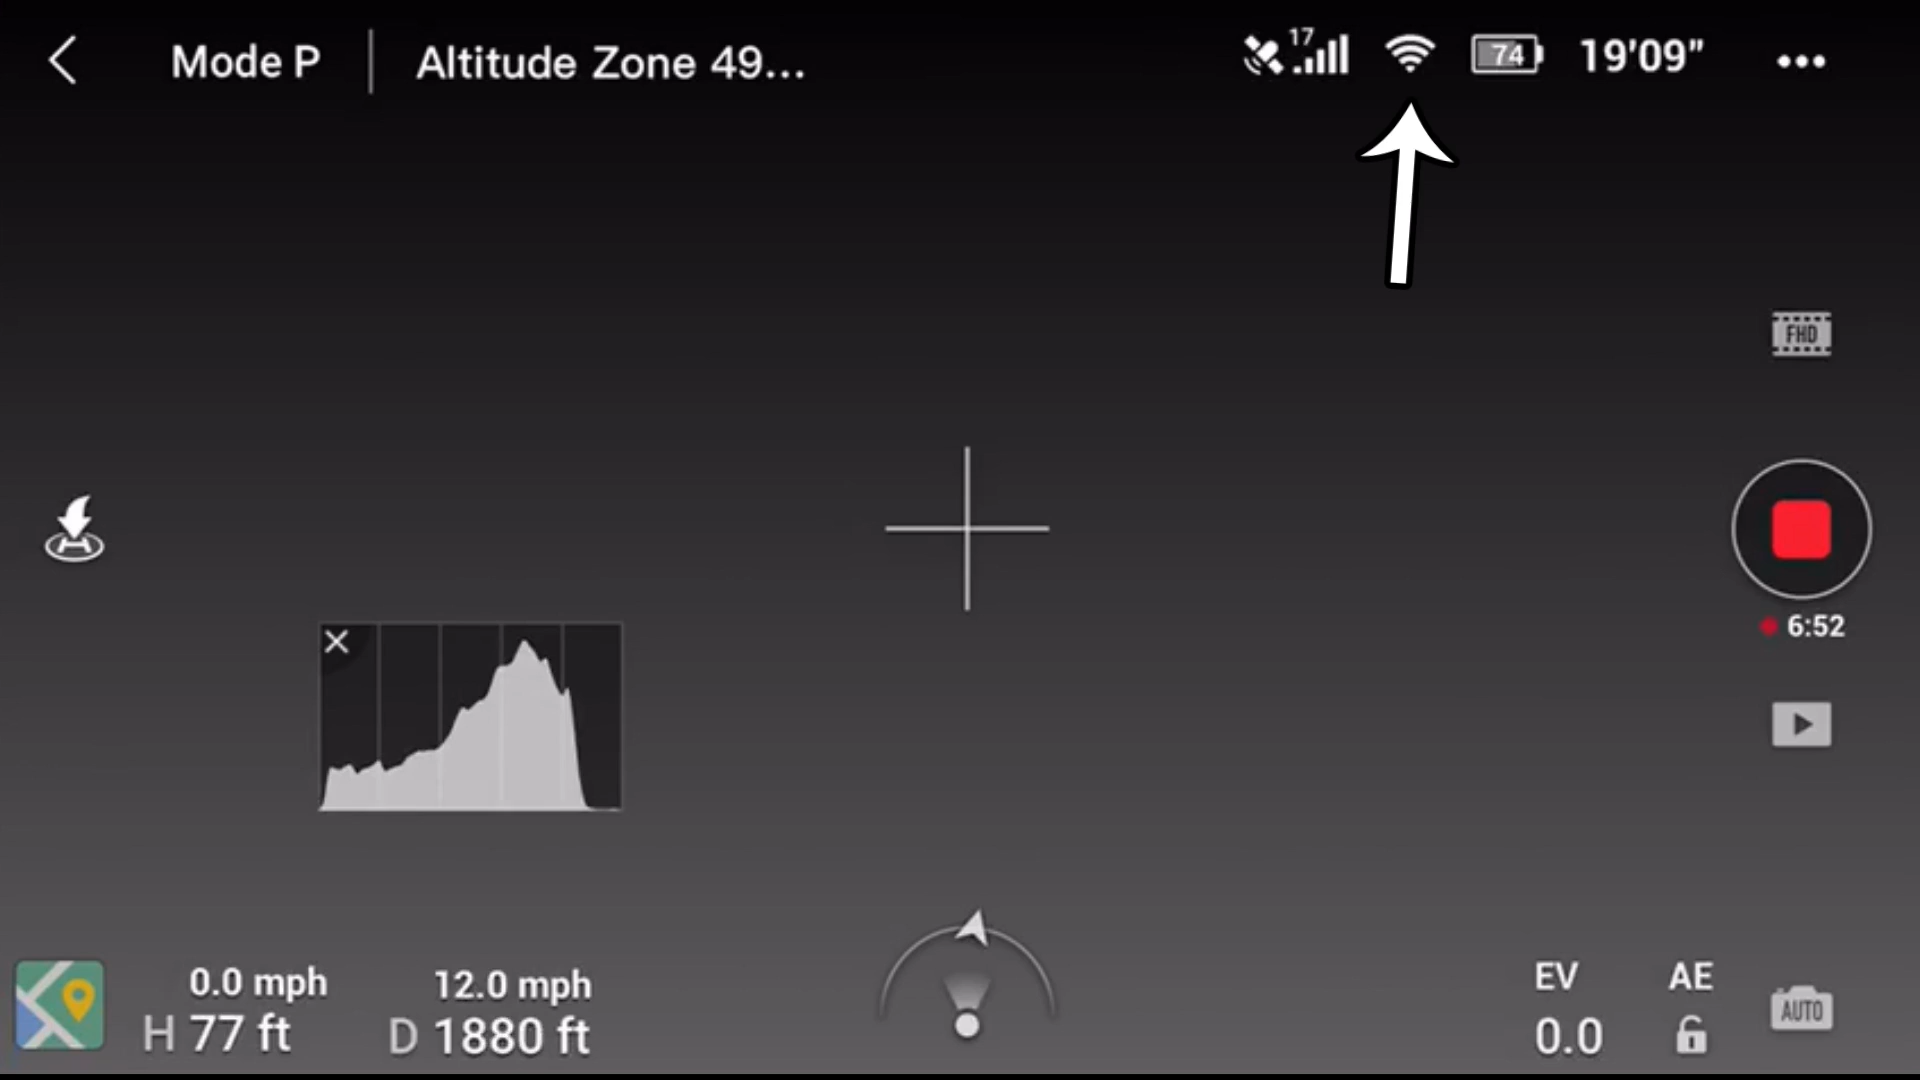 Mode P
Altitude Zone 49...
17
74
19'09"
FHD
6:52
0.0 mph
12.0 mph
H 77 ft
D 1880 ft
EV
AE
0.0
AUTO